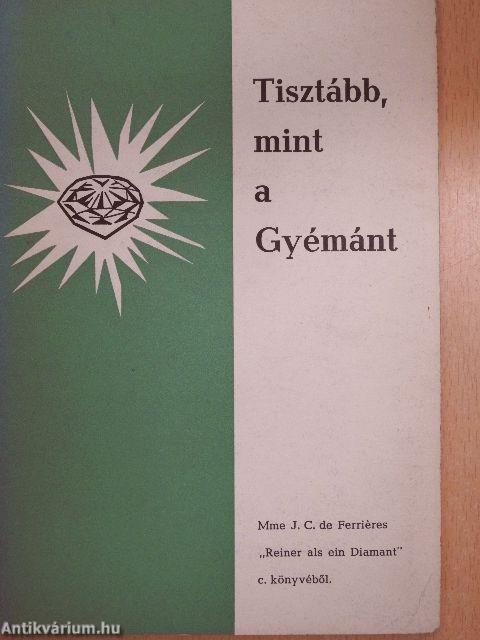 Tisztább,
mint
a
Gyémánt
Mme J. C. de Ferrières
„Reiner als ein Diamant"
c. könyvéből.
Antikvárium.hu